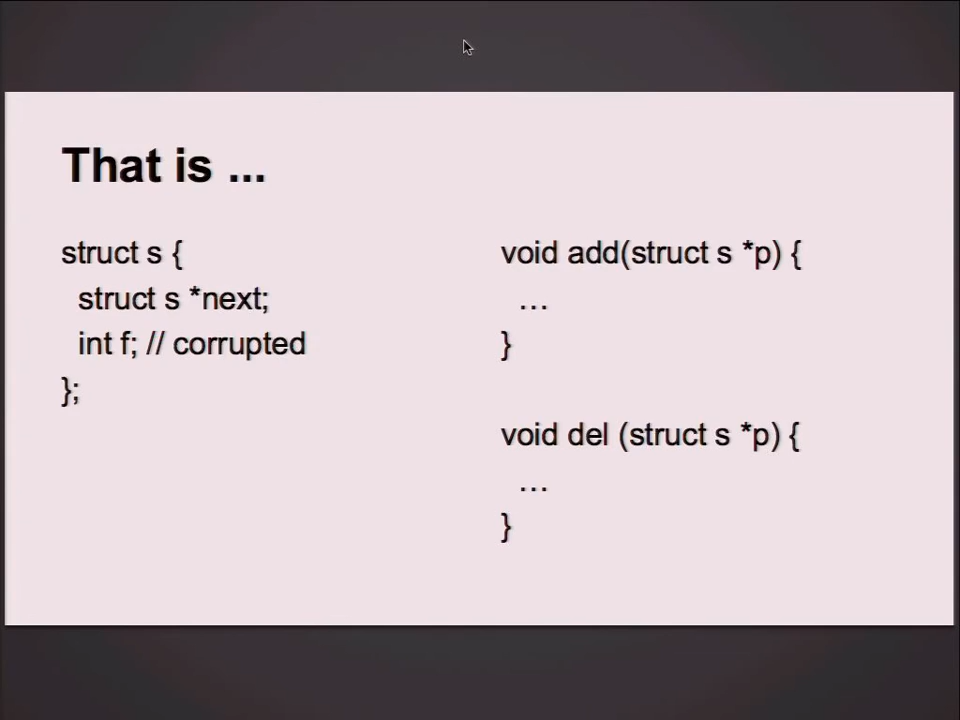 That is ...
struct s {
struct s *next;
int f; // corrupted
};
void add(struct s *p) {
…
}
void del (struct s *p) {
…
}